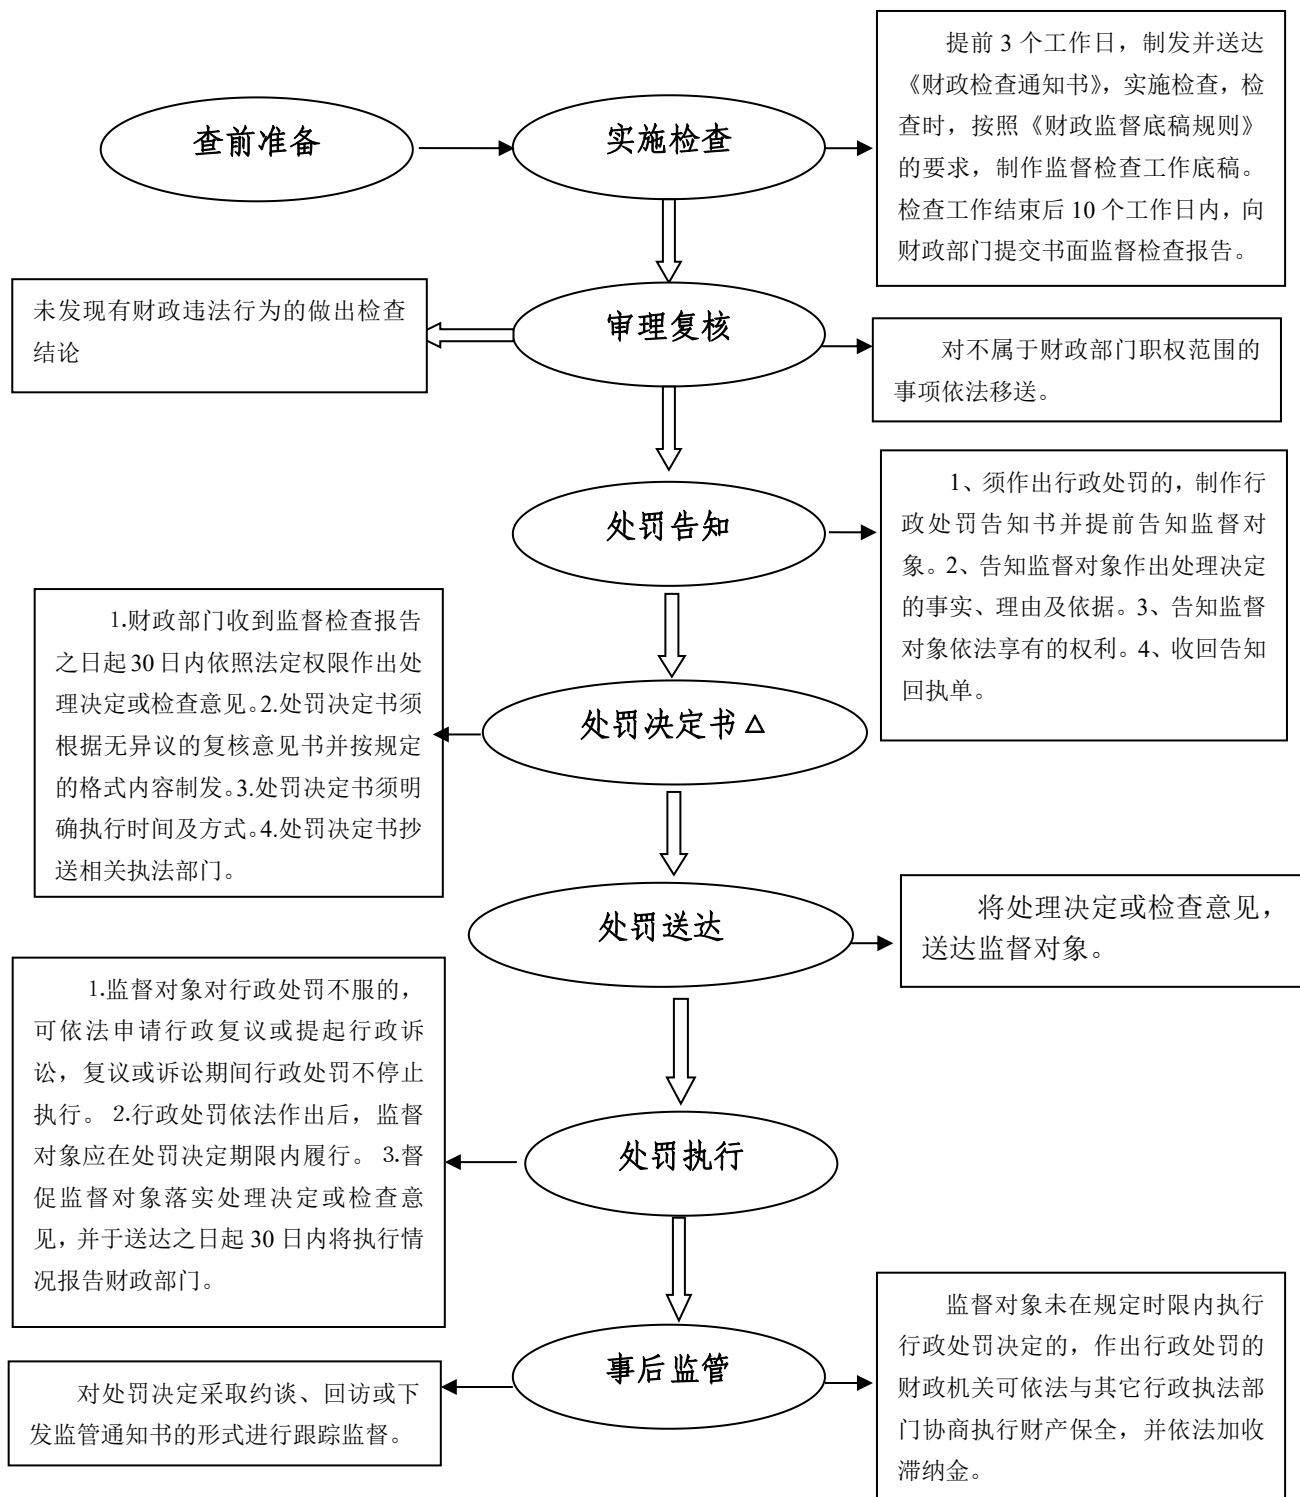 提前 3 个工作日，制发并送达
《财政检查通知书》，实施检查，检
查时，按照《财政监督底稿规则》
的要求，制作监督检查工作底稿。
检查工作结束后 10 个工作日内，向
财政部门提交书面监督检查报告。
查前准备
实施检查
未发现有财政违法行为的做出检查
结论
审理复核
对不属于财政部门职权范围的
事项依法移送。
处罚告知
1、须作出行政处罚的，制作行
政处罚告知书并提前告知监督对
象。2、告知监督对象作出处理决定
的事实、理由及依据。3、告知监督
对象依法享有的权利。4、收回告知
回执单。
1.财政部门收到监督检查报告
之日起 30 日内依照法定权限作出处
理决定或检查意见。2.处罚决定书须
根据无异议的复核意见书并按规定
的格式内容制发。3.处罚决定书须明
确执行时间及方式。4.处罚决定书抄
送相关执法部门。
处罚决定书 △
处罚送达
将处理决定或检查意见，
送达监督对象。
1.监督对象对行政处罚不服的，
可依法申请行政复议或提起行政诉
讼，复议或诉讼期间行政处罚不停止
执行。 2.行政处罚依法作出后，监督
对象应在处罚决定期限内履行。 3.督
促监督对象落实处理决定或检查意
见，并于送达之日起 30 日内将执行情
况报告财政部门。
处罚执行
事后监管
监督对象未在规定时限内执行
行政处罚决定的，作出行政处罚的
财政机关可依法与其它行政执法部
门协商执行财产保全，并依法加收
滞纳金。
对处罚决定采取约谈、回访或下
发监管通知书的形式进行跟踪监督。